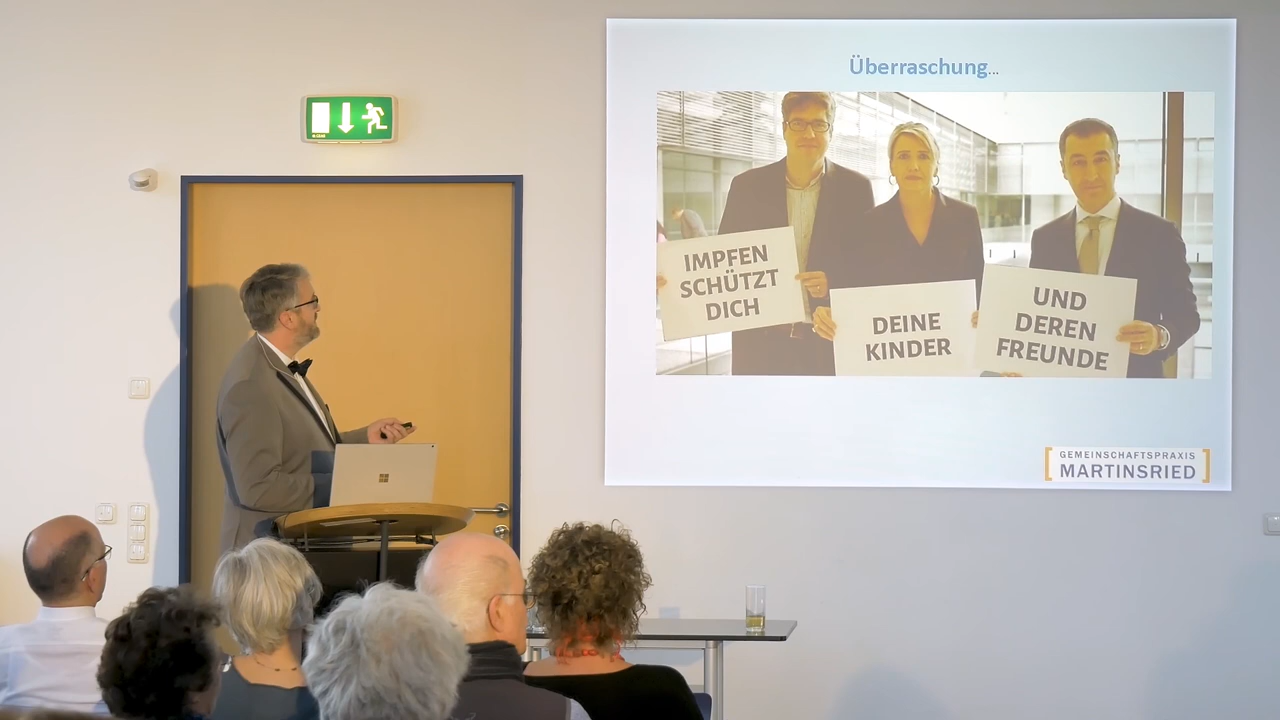 Überraschung...
IMPFEN
SCHÜTZT
DICH
DEINE
KINDER
UND
DEREN
FREUNDE
GEMEINSCHAFTSPRAXIS
MARTINSRIED